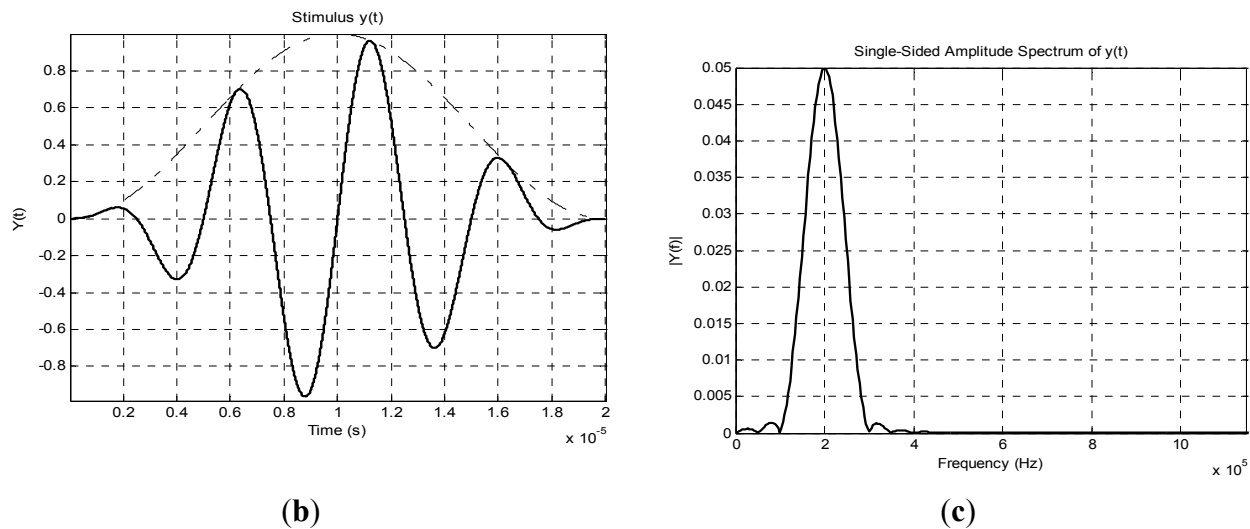 Stimulus y(t)
0.8
0.6
0.4
0.2
0
-0.2
-0.4
-0.6
-0.8
Y(t)
0.2 0.4 0.6 0.8 1 1.2 1.4 1.6 1.8 2
Time (s)
x 10-5
(b)
Single-Sided Amplitude Spectrum of y(t)
0.05
0.045
0.04
0.035
0.03
0.025
0.02
0.015
0.01
0.005
0
|Y(f)|
0 2 4 6 8 10
Frequency (Hz)
x 105
(c)